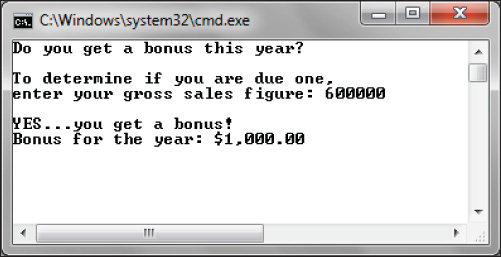 C:\Windows\system32\cmd.exe
Do you get a bonus this year?
To determine if you are due one,
enter your gross sales figure: 600000
YES...you get a bonus!
Bonus for the year: $1,000.00